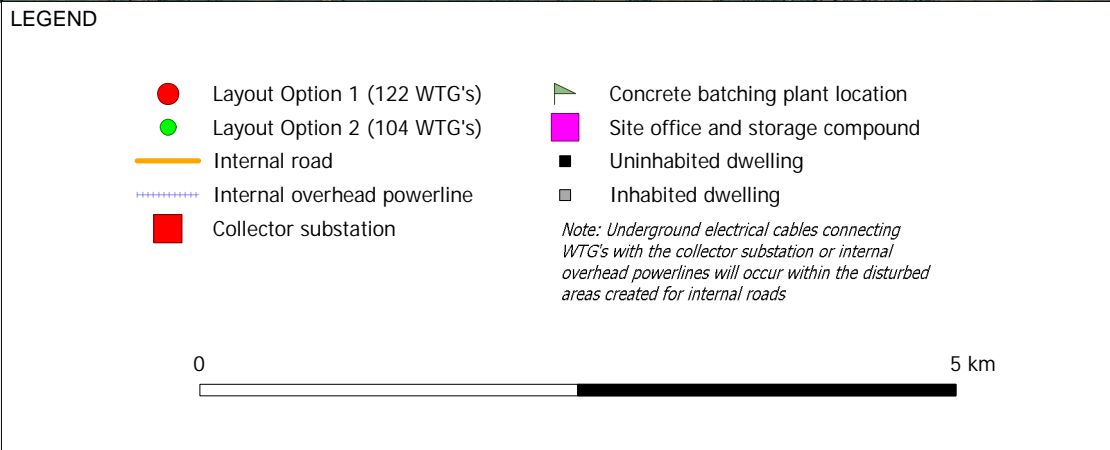 LEGEND
Layout Option 1 (122 WTG's)
Layout Option 2 (104 WTG's)
Internal road
Internal overhead powerline
Collector substation
Concrete batching plant location
Site office and storage compound
Uninhabited dwelling
Inhabited dwelling
Note: Underground electrical cables connecting
WTG's with the collector substation or internal
overhead powerlines will occur within the disturbed
areas created for internal roads
0 5 km